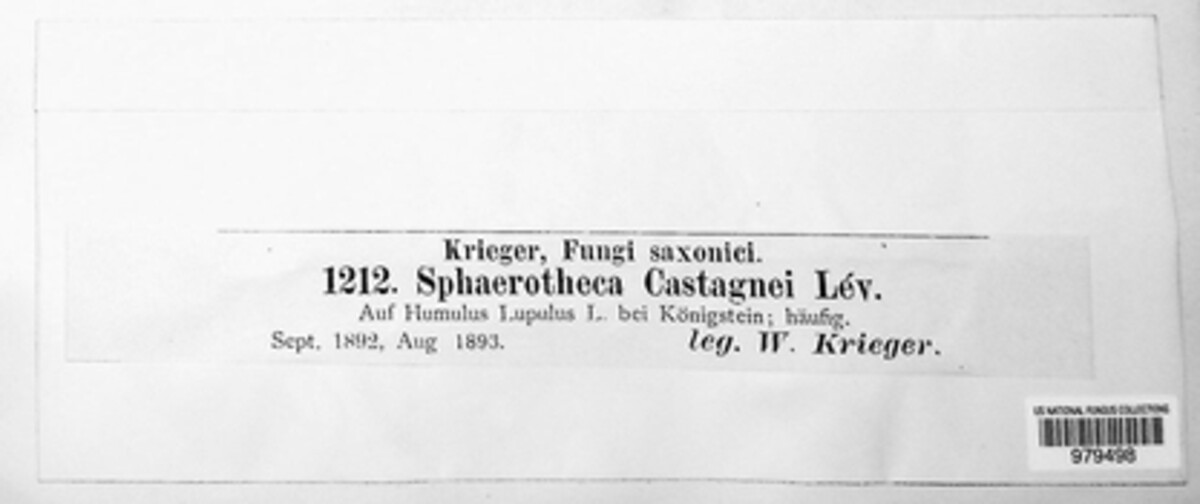 Krieger, Fungi saxonici.
1212. Sphaerotheca Castagnei Lév.
Auf Humulus Lupulus L. bei Königstein; häufig.
Sept. 1892, Aug 1893. leg. W. Krieger.
US NATIONAL FUNGUS COLLECTIONS
979498